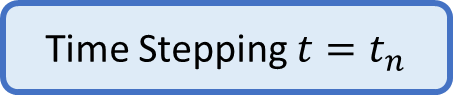 Time Stepping 𝑡 = 𝑡ₙ